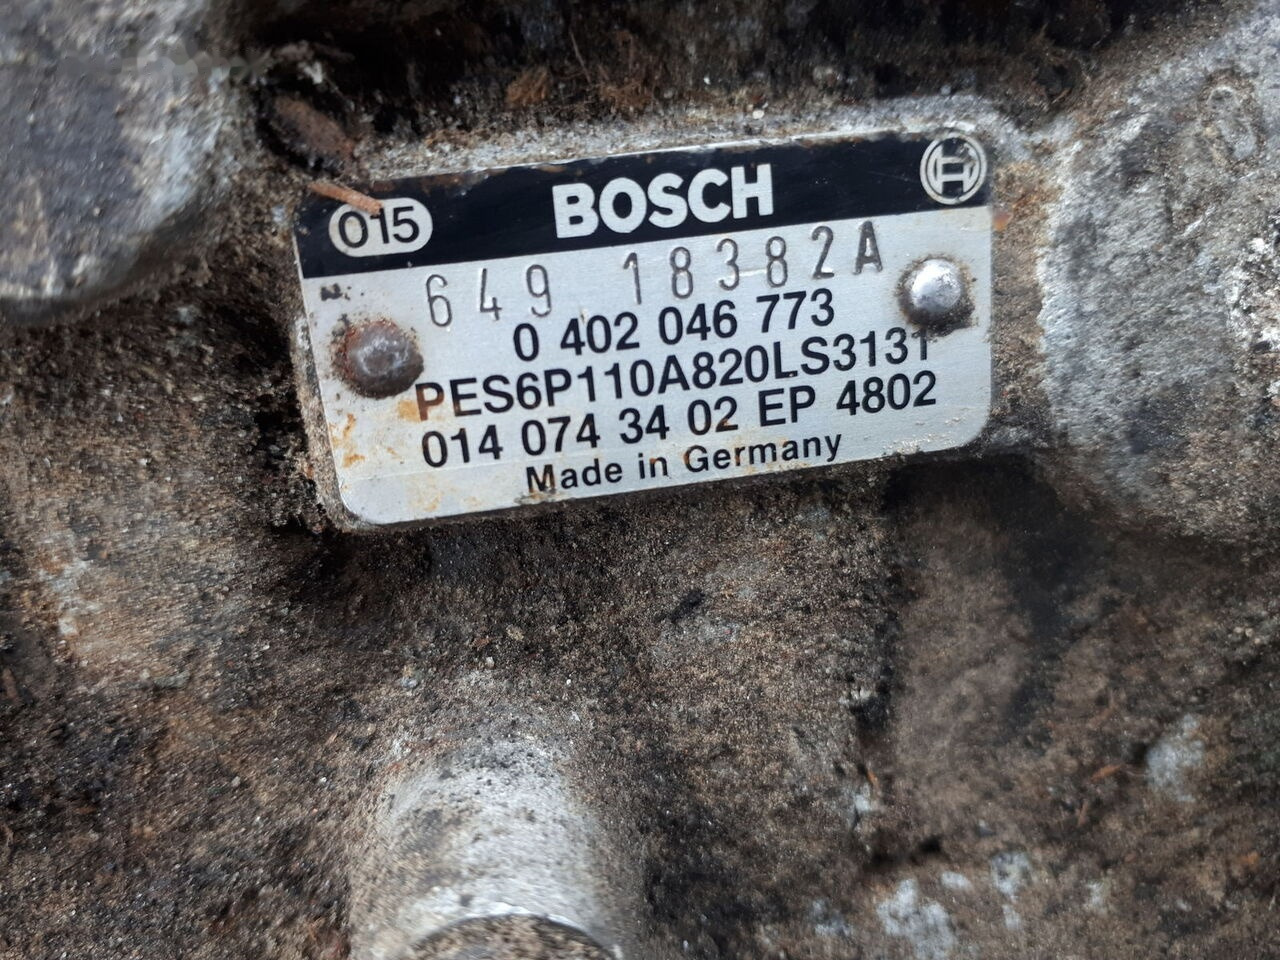 015 BOSCH
649 18382A
0 402 046 773
PES6P110A820LS3131
014 074 34 02 EP 4802
Made in Germany